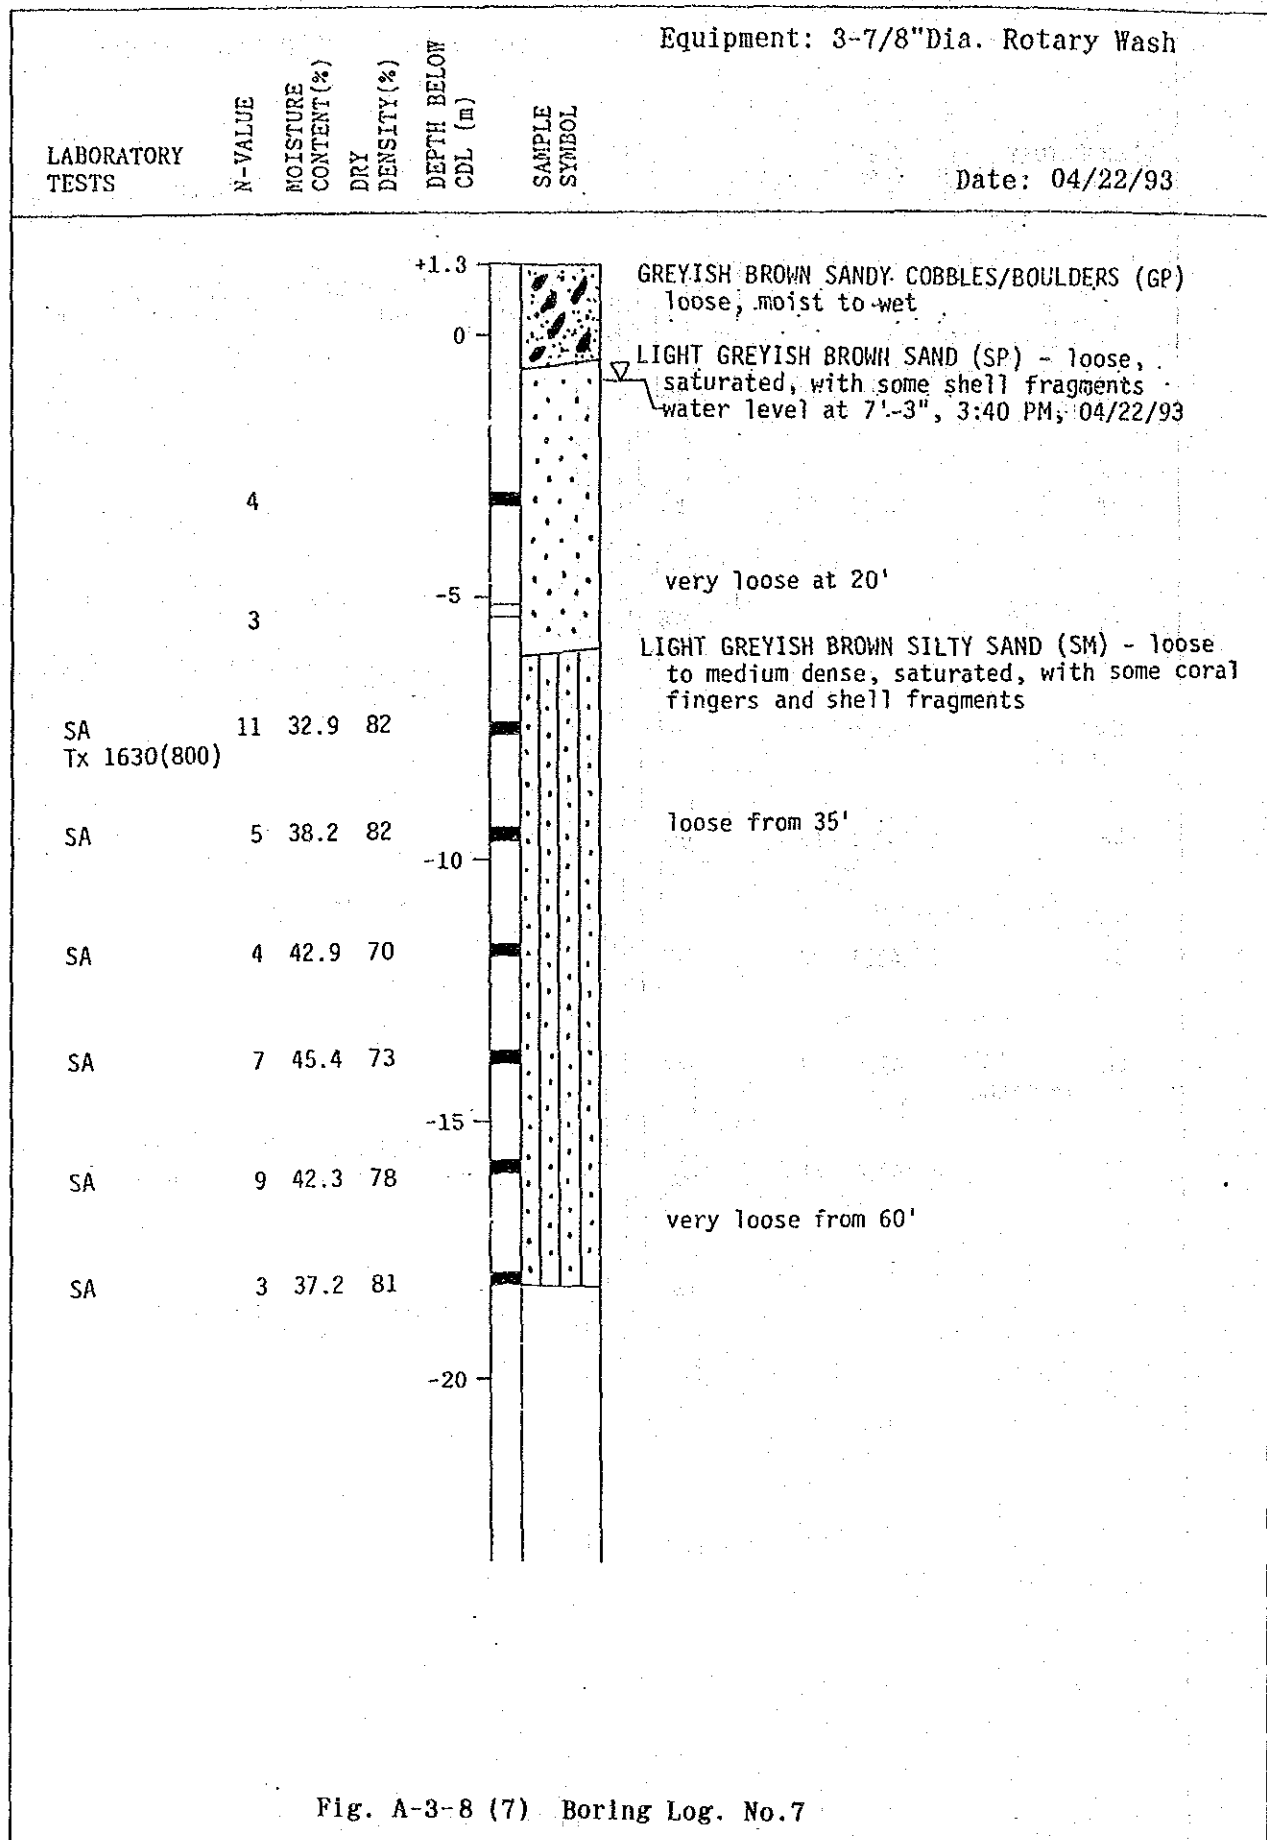 Equipment: 3-7/8"Dia. Rotary Wash
LABORATORY TESTS
N-VALUE
MOISTURE CONTENT(%)
DRY DENSITY(%)
DEPTH BELOW CDL (m)
SAMPLE SYMBOL
Date: 04/22/93
+1.3
GREYISH BROWN SANDY COBBLES/BOULDERS (GP)
loose, moist to wet
0
LIGHT GREYISH BROWN SAND (SP) - loose,
saturated, with some shell fragments
water level at 7'-3", 3:40 PM, 04/22/93
4
very loose at 20'
-5
3
LIGHT GREYISH BROWN SILTY SAND (SM) - loose
to medium dense, saturated, with some coral
fingers and shell fragments
SA 11 32.9 82
Tx 1630(800)
SA 5 38.2 82
loose from 35'
-10
SA 4 42.9 70
SA 7 45.4 73
-15
SA 9 42.3 78
very loose from 60'
SA 3 37.2 81
-20
Fig. A-3-8 (7) Boring Log. No.7